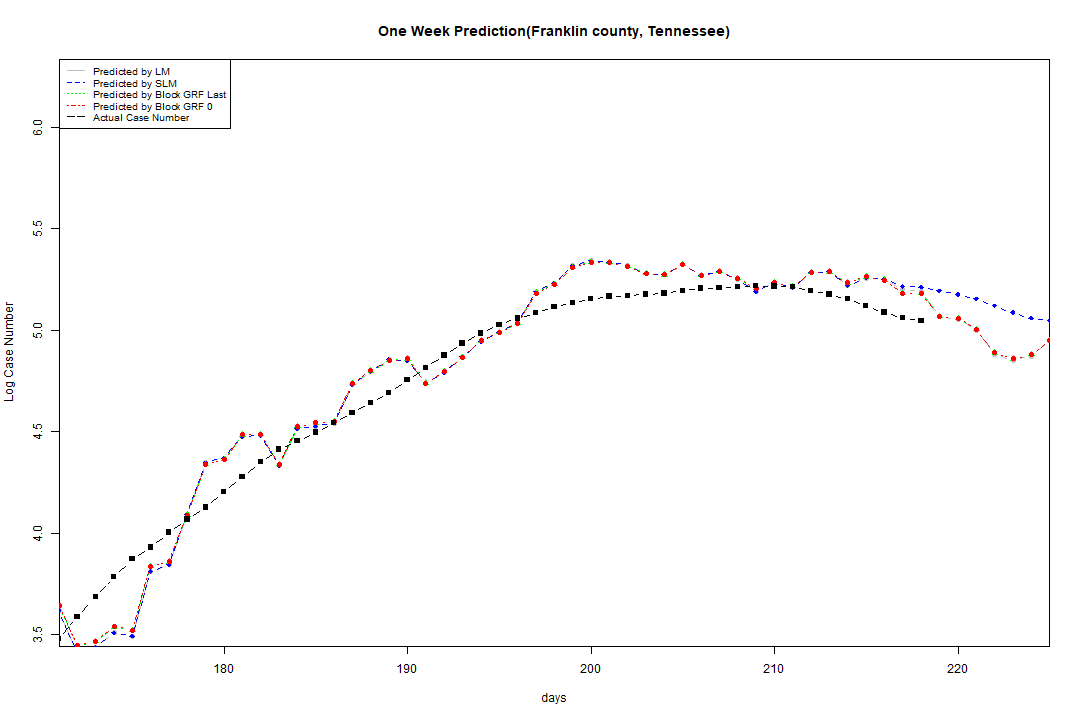 One Week Prediction(Franklin county, Tennessee)
Predicted by LM
Predicted by SLM
Predicted by Block GRF Last
Predicted by Block GRF 0
Actual Case Number
6.0
5.5
5.0
4.5
4.0
3.5
Log Case Number
180 190 200 210 220
days